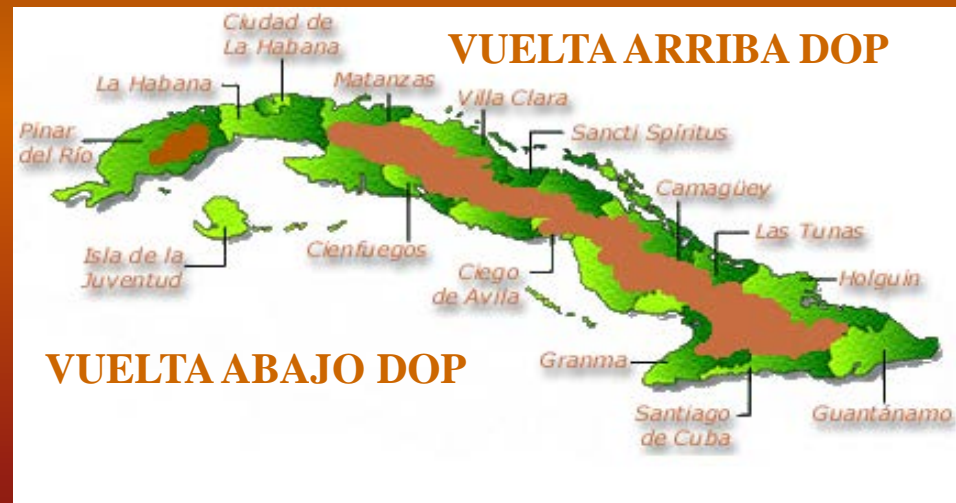 Ciudad de
La Habana
VUELTA ARRIBA DOP
La Habana
Matanzas
Villa Clara
Pinar
del Río
Sancti Spíritus
Camagüey
Las Tunas
Isla de la
Juventud
Cienfuegos
Ciego
de Avila
Holguin
VUELTA ABAJO DOP
Granma
Santiago
de Cuba
Guantánamo